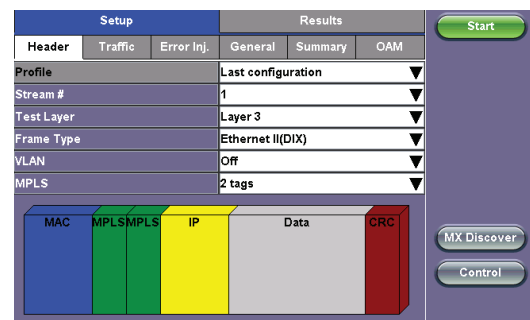 Setup Results
Start
Header Traffic Error Inj. General Summary OAM
Profile Last configuration
Stream # 1
Test Layer Layer 3
Frame Type Ethernet II(DIX)
VLAN Off
MPLS 2 tags
MAC MPLS MPLS IP Data CRC
MX Discover
Control